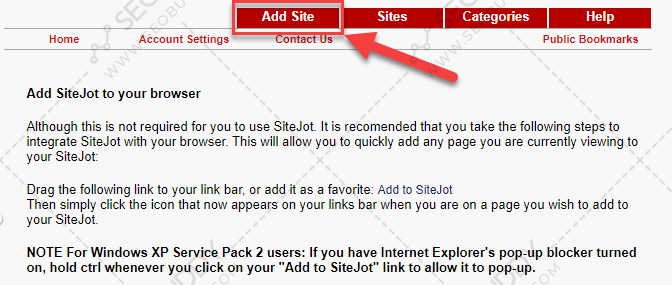 Add Site Sites Categories Help
Home Account Settings Contact Us Public Bookmarks
Add SiteJot to your browser
Although this is not required for you to use SiteJot. It is recomended that you take the following steps to
integrate SiteJot with your browser. This will allow you to quickly add any page you are currently viewing to
your SiteJot:
Drag the following link to your link bar, or add it as a favorite: Add to SiteJot
Then simply click the icon that now appears on your links bar when you are on a page you wish to add to
your SiteJot.
NOTE For Windows XP Service Pack 2 users: If you have Internet Explorer's pop-up blocker turned
on, hold ctrl whenever you click on your "Add to SiteJot" link to allow it to pop-up.